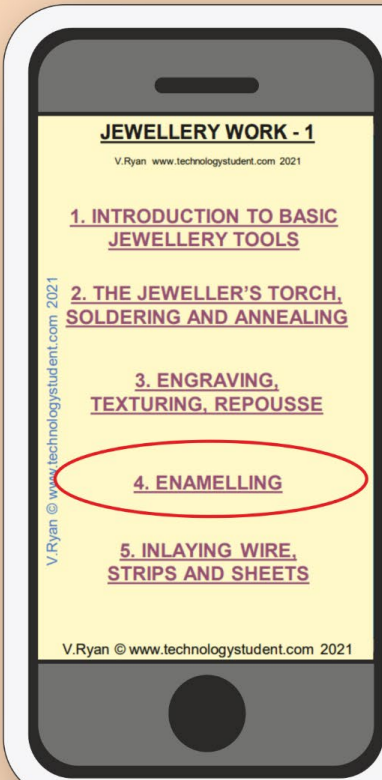 JEWELLERY WORK - 1
V.Ryan www.technologystudent.com 2021
1. INTRODUCTION TO BASIC
JEWELLERY TOOLS
2. THE JEWELLER'S TORCH,
SOLDERING AND ANNEALING
3. ENGRAVING,
TEXTURING, REPOUSSE
4. ENAMELLING
5. INLAYING WIRE,
STRIPS AND SHEETS
V.Ryan © www.technologystudent.com 2021
V.Ryan © www.technologystudent.com 2021